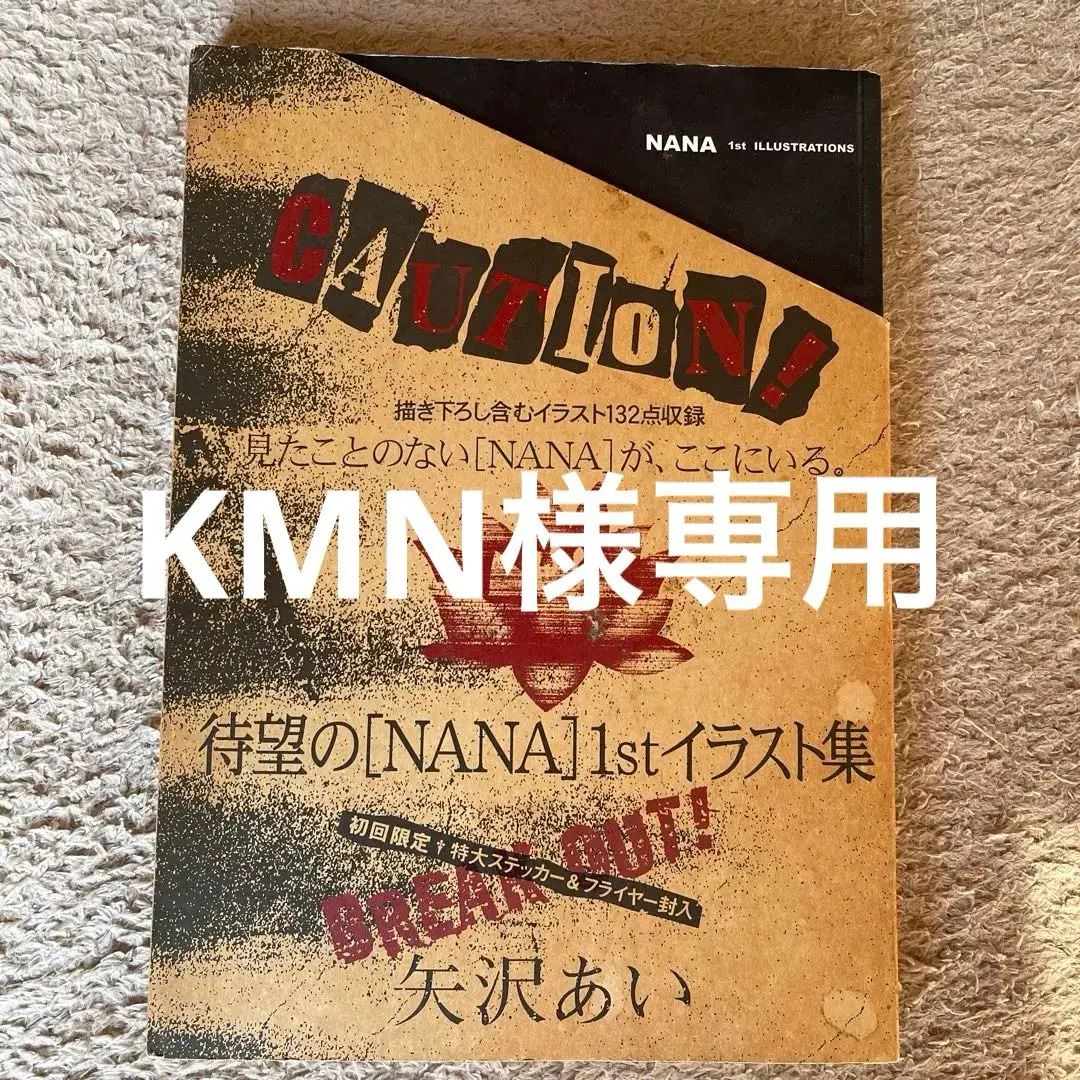 NANA 1st ILLUSTRATIONS
CAUTION!
描き下ろし含むイラスト132点収録
見たことのない[NANA]が、ここにいる。
KMN様専用
待望の[NANA]1stイラスト集
初回限定†特大ステッカー&フライヤー封入
BREAK OUT!
矢沢あい